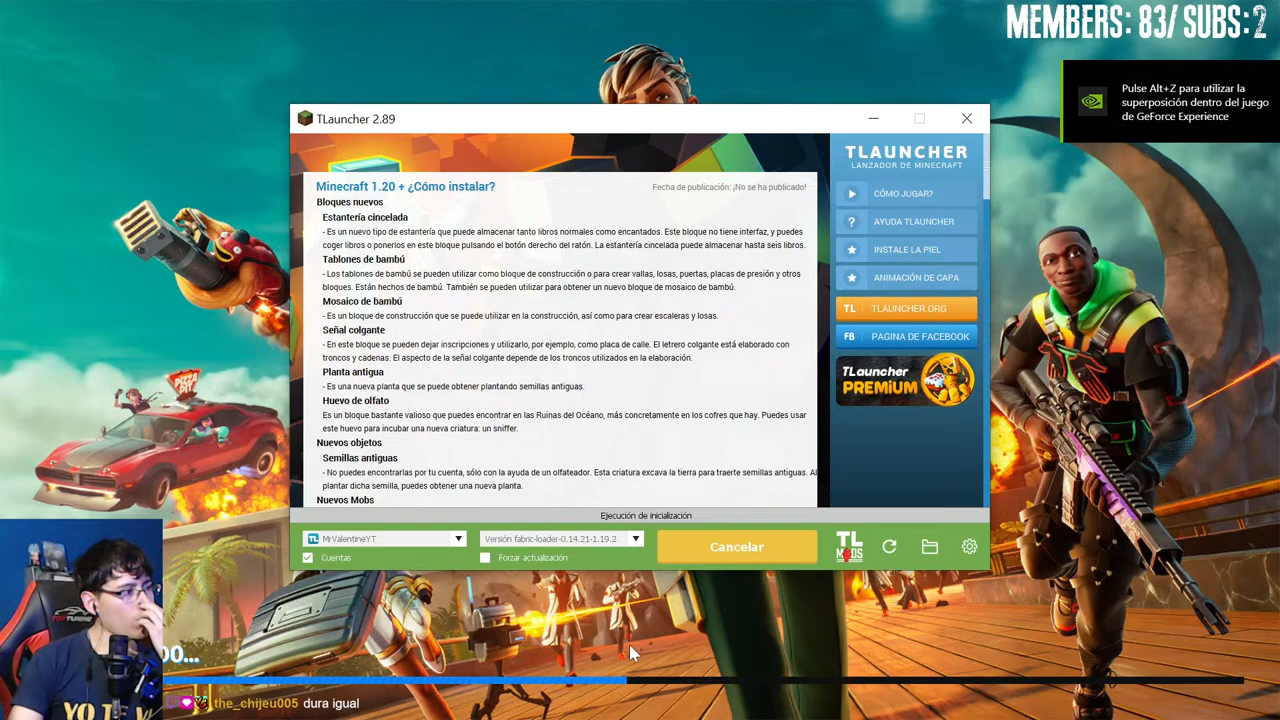 MEMBERS: 83/ SUBS:2
Pulse Alt+Z para utilizar la
superposición dentro del juego
de GeForce Experience
TLauncher 2.89
Minecraft 1.20 + ¿Cómo instalar?
Fecha de publicación: ¡No se ha publicado!
Bloques nuevos
Estantería cincelada
- Es un nuevo tipo de estantería que puede almacenar tanto libros normales como encantados. Este bloque no tiene interfaz, y puedes
coger libros o ponerlos en este bloque pulsando el botón derecho del ratón. La estantería cincelada puede almacenar hasta seis libros.
Tablones de bambú
- Los tablones de bambú se pueden utilizar como bloque de construcción o para crear vallas, losas, puertas, placas de presión y otros
bloques. Están hechos de bambú. También se pueden utilizar para obtener un nuevo bloque de mosaico de bambú.
Mosaico de bambú
- Es un bloque de construcción que se puede utilizar en la construcción, así como para crear escaleras y losas.
Señal colgante
- En este bloque se pueden dejar inscripciones y utilizarlo, por ejemplo, como placa de calle. El letrero colgante está elaborado con
troncos y cadenas. El aspecto de la señal colgante depende de los troncos utilizados en la elaboración.
Planta antigua
- Es una nueva planta que se puede obtener plantando semillas antiguas.
Huevo de olfato
Es un bloque bastante valioso que puedes encontrar en las Ruinas del Océano, más concretamente en los cofres que hay. Puedes usar
este huevo para incubar una nueva criatura: un sniffer.
Nuevos objetos
Semillas antiguas
- No puedes encontrarlas por tu cuenta, sólo con la ayuda de un olfateador. Esta criatura excava la tierra para traerte semillas antiguas. Al
plantar dicha semilla, puedes obtener una nueva planta.
Nuevos Mobs
TLAUNCHER
LANZADOR DE MINECRAFT
CÓMO JUGAR?
? AYUDA TLAUNCHER
INSTALE LA PIEL
ANIMACIÓN DE CAPA
TL TLAUNCHER.ORG
FB PAGINA DE FACEBOOK
TLauncher
PREMIUM
Ejecución de inicialización
TL MrValentineYT
Versión fabric-loader-0.14.21-1.19.2
Cancelar
TL
MODS
Cuentas
Forzar actualización
PIZZA
PIT
YO TE
00...
the_chijeu005 dura igual